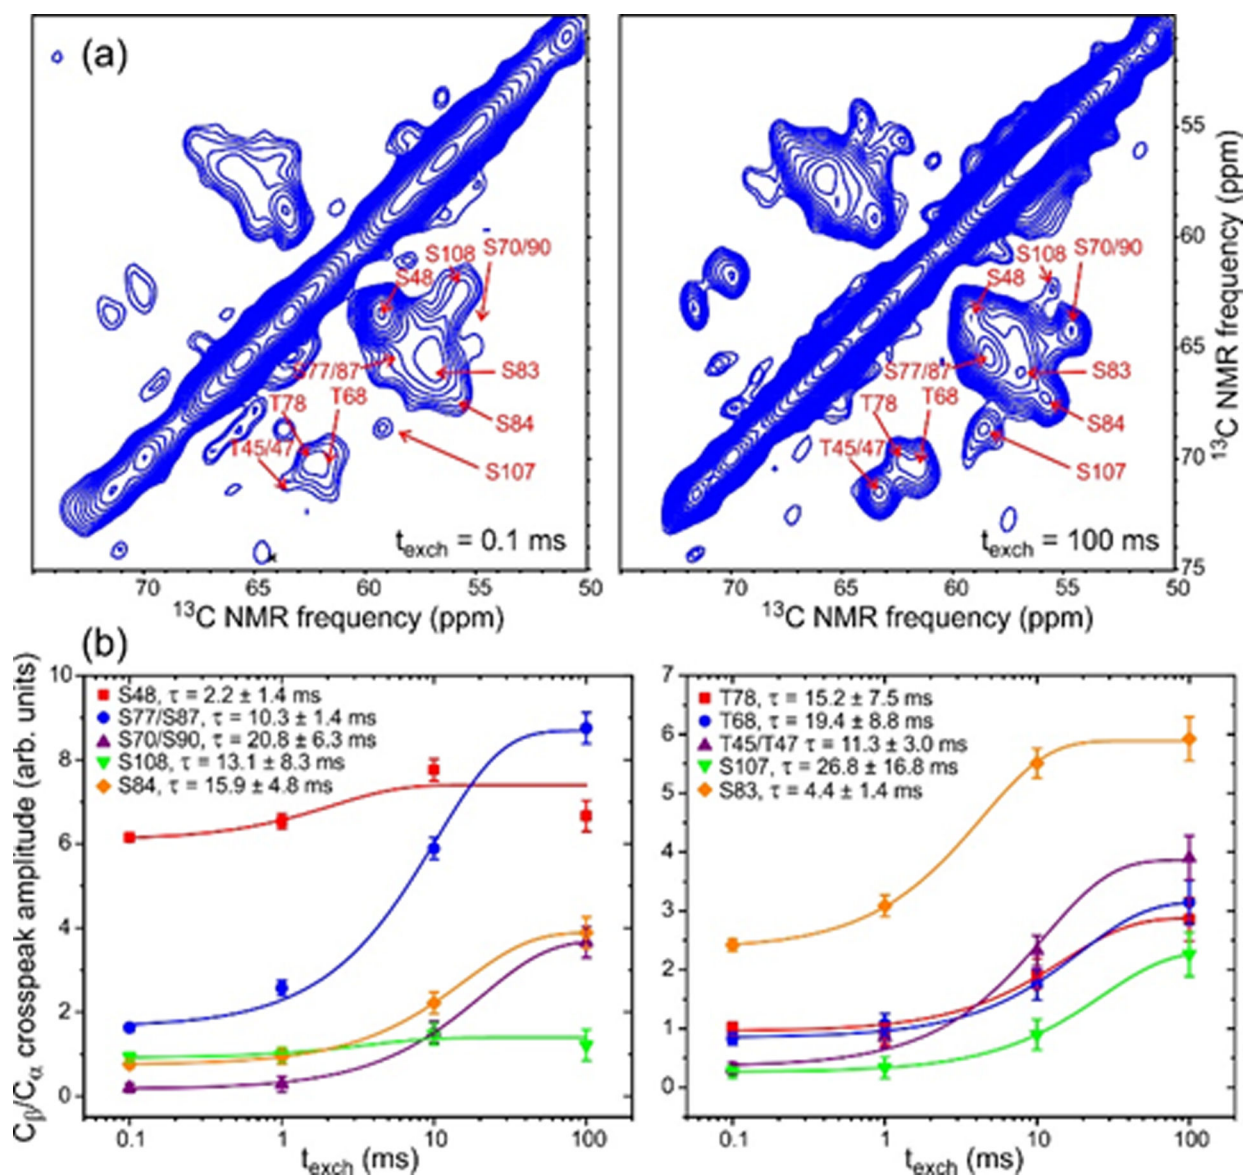 (a)
S108
S70/90
S48
S77/87
S83
T78
T68
S84
T45/47
S107
t_exch = 0.1 ms
70
65
60
55
50
¹³C NMR frequency (ppm)
S108
S70/90
S48
S77/87
S83
T78
T68
S84
T45/47
S107
t_exch = 100 ms
55
60
65
70
75
¹³C NMR frequency (ppm)
70
65
60
55
50
¹³C NMR frequency (ppm)
(b)
Cβ/Cα crosspeak amplitude (arb. units)
10
8
6
4
2
0
S48, τ = 2.2 ± 1.4 ms
S77/S87, τ = 10.3 ± 1.4 ms
S70/S90, τ = 20.8 ± 6.3 ms
S108, τ = 13.1 ± 8.3 ms
S84, τ = 15.9 ± 4.8 ms
0.1
1
10
100
t_exch (ms)
7
6
5
4
3
2
1
0
T78, τ = 15.2 ± 7.5 ms
T68, τ = 19.4 ± 8.8 ms
T45/T47 τ = 11.3 ± 3.0 ms
S107, τ = 26.8 ± 16.8 ms
S83, τ = 4.4 ± 1.4 ms
0.1
1
10
100
t_exch (ms)